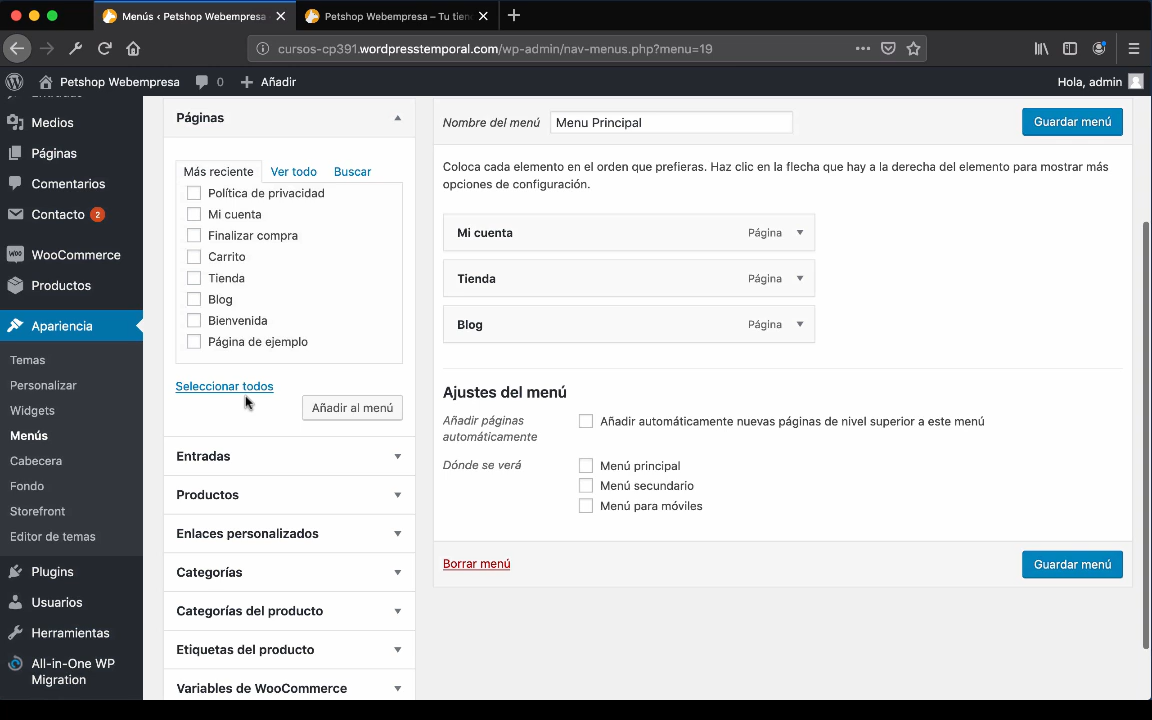 Menús ‹ Petshop Webempresa
Petshop Webempresa – Tu tien
cursos-cp391.wordpresstemporal.com/wp-admin/nav-menus.php?menu=19
Petshop Webempresa
0
Añadir
Hola, admin
Entradas
Medios
Páginas
Comentarios
Contacto 2
WooCommerce
Productos
Apariencia
Temas
Personalizar
Widgets
Menús
Cabecera
Fondo
Storefront
Editor de temas
Plugins
Usuarios
Herramientas
All-in-One WP
Migration
Páginas
Más reciente
Ver todo
Buscar
Política de privacidad
Mi cuenta
Finalizar compra
Carrito
Tienda
Blog
Bienvenida
Página de ejemplo
Seleccionar todos
Añadir al menú
Entradas
Productos
Enlaces personalizados
Categorías
Categorías del producto
Etiquetas del producto
Variables de WooCommerce
Nombre del menú
Menu Principal
Guardar menú
Coloca cada elemento en el orden que prefieras. Haz clic en la flecha que hay a la derecha del elemento para mostrar más
opciones de configuración.
Mi cuenta
Página
Tienda
Página
Blog
Página
Ajustes del menú
Añadir páginas
automáticamente
Añadir automáticamente nuevas páginas de nivel superior a este menú
Dónde se verá
Menú principal
Menú secundario
Menú para móviles
Borrar menú
Guardar menú